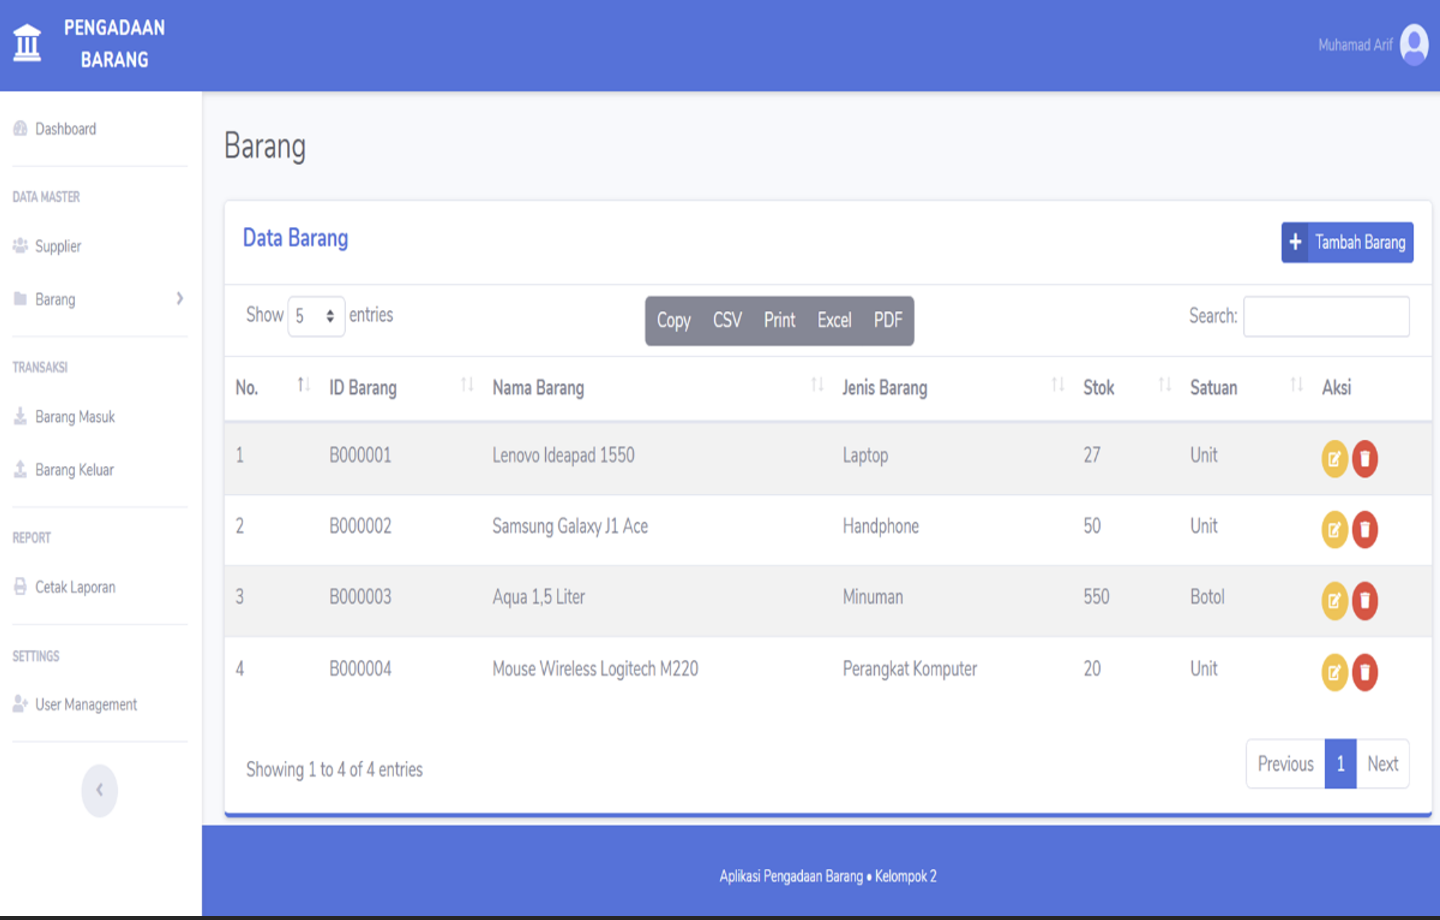 PENGADAAN
BARANG
Muhamad Arif
Dashboard
DATA MASTER
Supplier
Barang
TRANSAKSI
Barang Masuk
Barang Keluar
REPORT
Cetak Laporan
SETTINGS
User Management
Barang
Data Barang
+ Tambah Barang
Show 5 entries
Copy CSV Print Excel PDF
Search:
No. ID Barang Nama Barang Jenis Barang Stok Satuan Aksi
1 B000001 Lenovo Ideapad 1550 Laptop 27 Unit
2 B000002 Samsung Galaxy J1 Ace Handphone 50 Unit
3 B000003 Aqua 1,5 Liter Minuman 550 Botol
4 B000004 Mouse Wireless Logitech M220 Perangkat Komputer 20 Unit
Showing 1 to 4 of 4 entries
Previous 1 Next
Aplikasi Pengadaan Barang • Kelompok 2